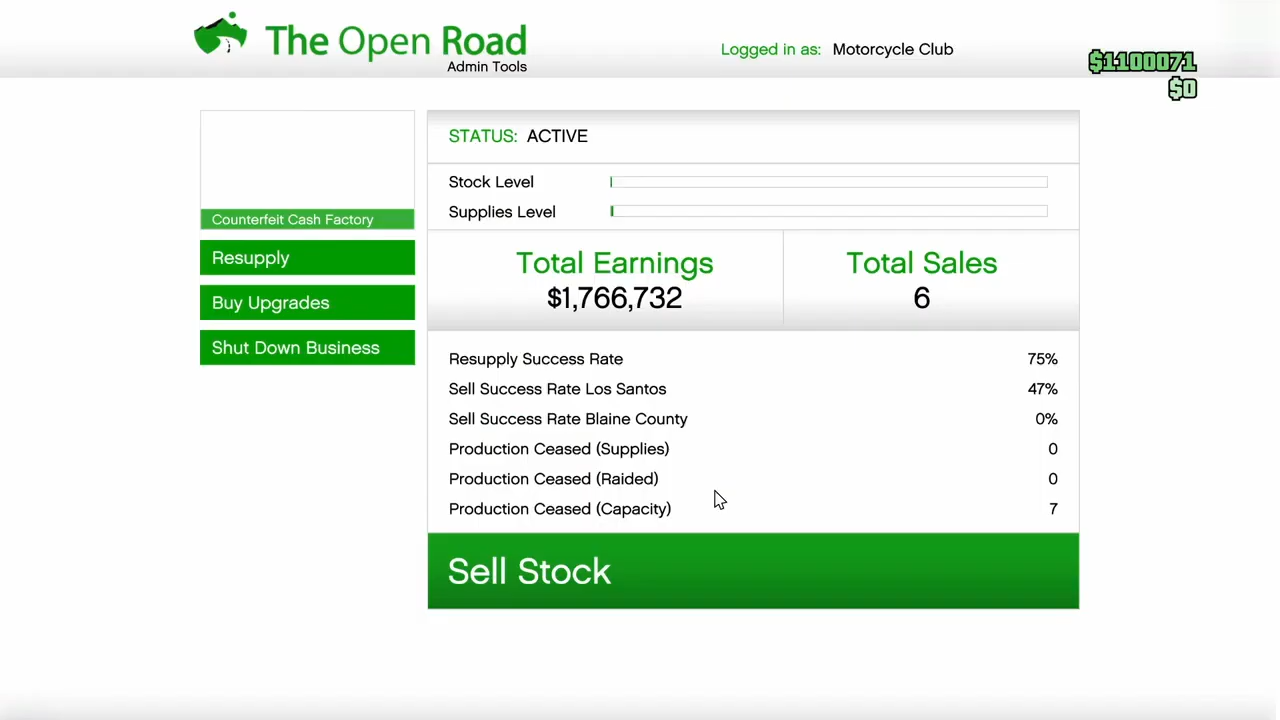 The Open Road
Admin Tools
Logged in as: Motorcycle Club
$1100071
$0
Counterfeit Cash Factory
Resupply
Buy Upgrades
Shut Down Business
STATUS: ACTIVE
Stock Level
Supplies Level
Total Earnings
$1,766,732
Total Sales
6
Resupply Success Rate 75%
Sell Success Rate Los Santos 47%
Sell Success Rate Blaine County 0%
Production Ceased (Supplies) 0
Production Ceased (Raided) 0
Production Ceased (Capacity) 7
Sell Stock